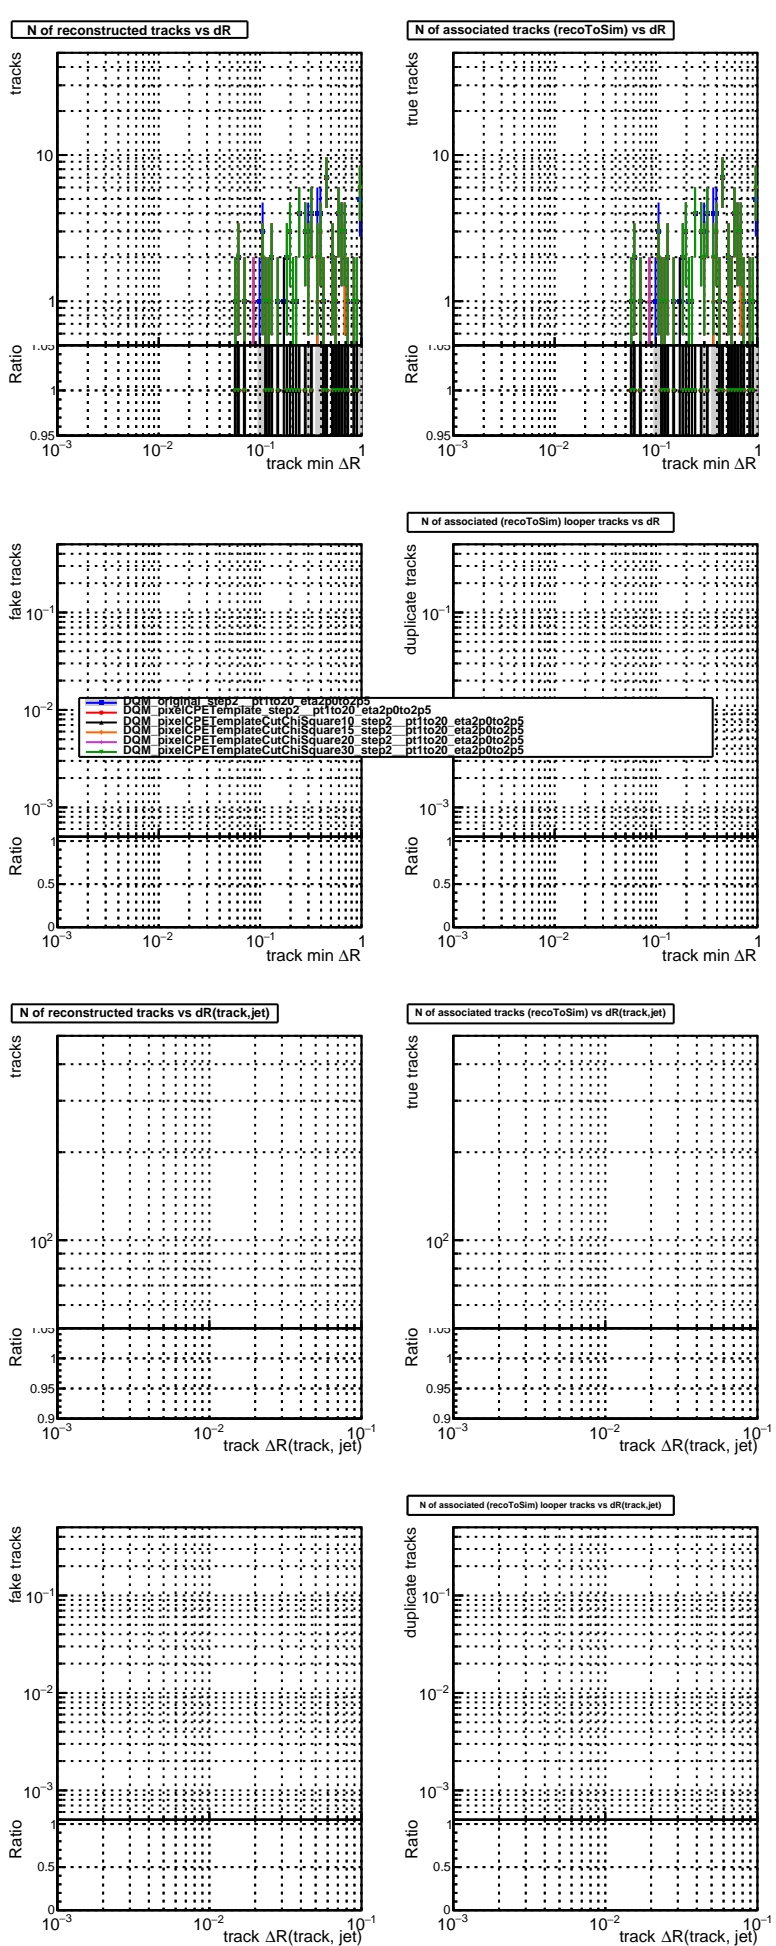 N of reconstructed tracks vs dR
N of associated tracks (recoToSim) vs dR
tracks
10
1
1.05
Ratio
1
0.95
10−3 10−2 10−1 1
track min ΔR
true tracks
10
1
1.05
Ratio
1
0.95
10−3 10−2 10−1 1
track min ΔR
N of associated (recoToSim) looper tracks vs dR
fake tracks
10−1
10−2
10−3
Ratio
1
0.5
0
10−3 10−2 10−1 1
track min ΔR
duplicate tracks
10−1
10−3
Ratio
1
0.5
0
10−3 10−2 10−1 1
track min ΔR
DQM_original_step2__pt1to20_eta2p0to2p5
DQM_pixelCPETemplate_step2__pt1to20_eta2p0to2p5
DQM_pixelCPETemplateCutChiSquare10_step2__pt1to20_eta2p0to2p5
DQM_pixelCPETemplateCutChiSquare15_step2__pt1to20_eta2p0to2p5
DQM_pixelCPETemplateCutChiSquare20_step2__pt1to20_eta2p0to2p5
DQM_pixelCPETemplateCutChiSquare30_step2__pt1to20_eta2p0to2p5
N of reconstructed tracks vs dR(track,jet)
N of associated tracks (recoToSim) vs dR(track,jet)
tracks
102
1.05
Ratio
1
0.95
0.9
10−3 10−2 10−1
track ΔR(track, jet)
true tracks
102
1.05
Ratio
1
0.95
0.9
10−3 10−2 10−1
track ΔR(track, jet)
N of associated (recoToSim) looper tracks vs dR(track,jet)
fake tracks
10−1
10−2
10−3
Ratio
1
0.5
0
10−3 10−2 10−1
track ΔR(track, jet)
duplicate tracks
10−1
10−2
10−3
Ratio
1
0.5
0
10−3 10−2 10−1
track ΔR(track, jet)